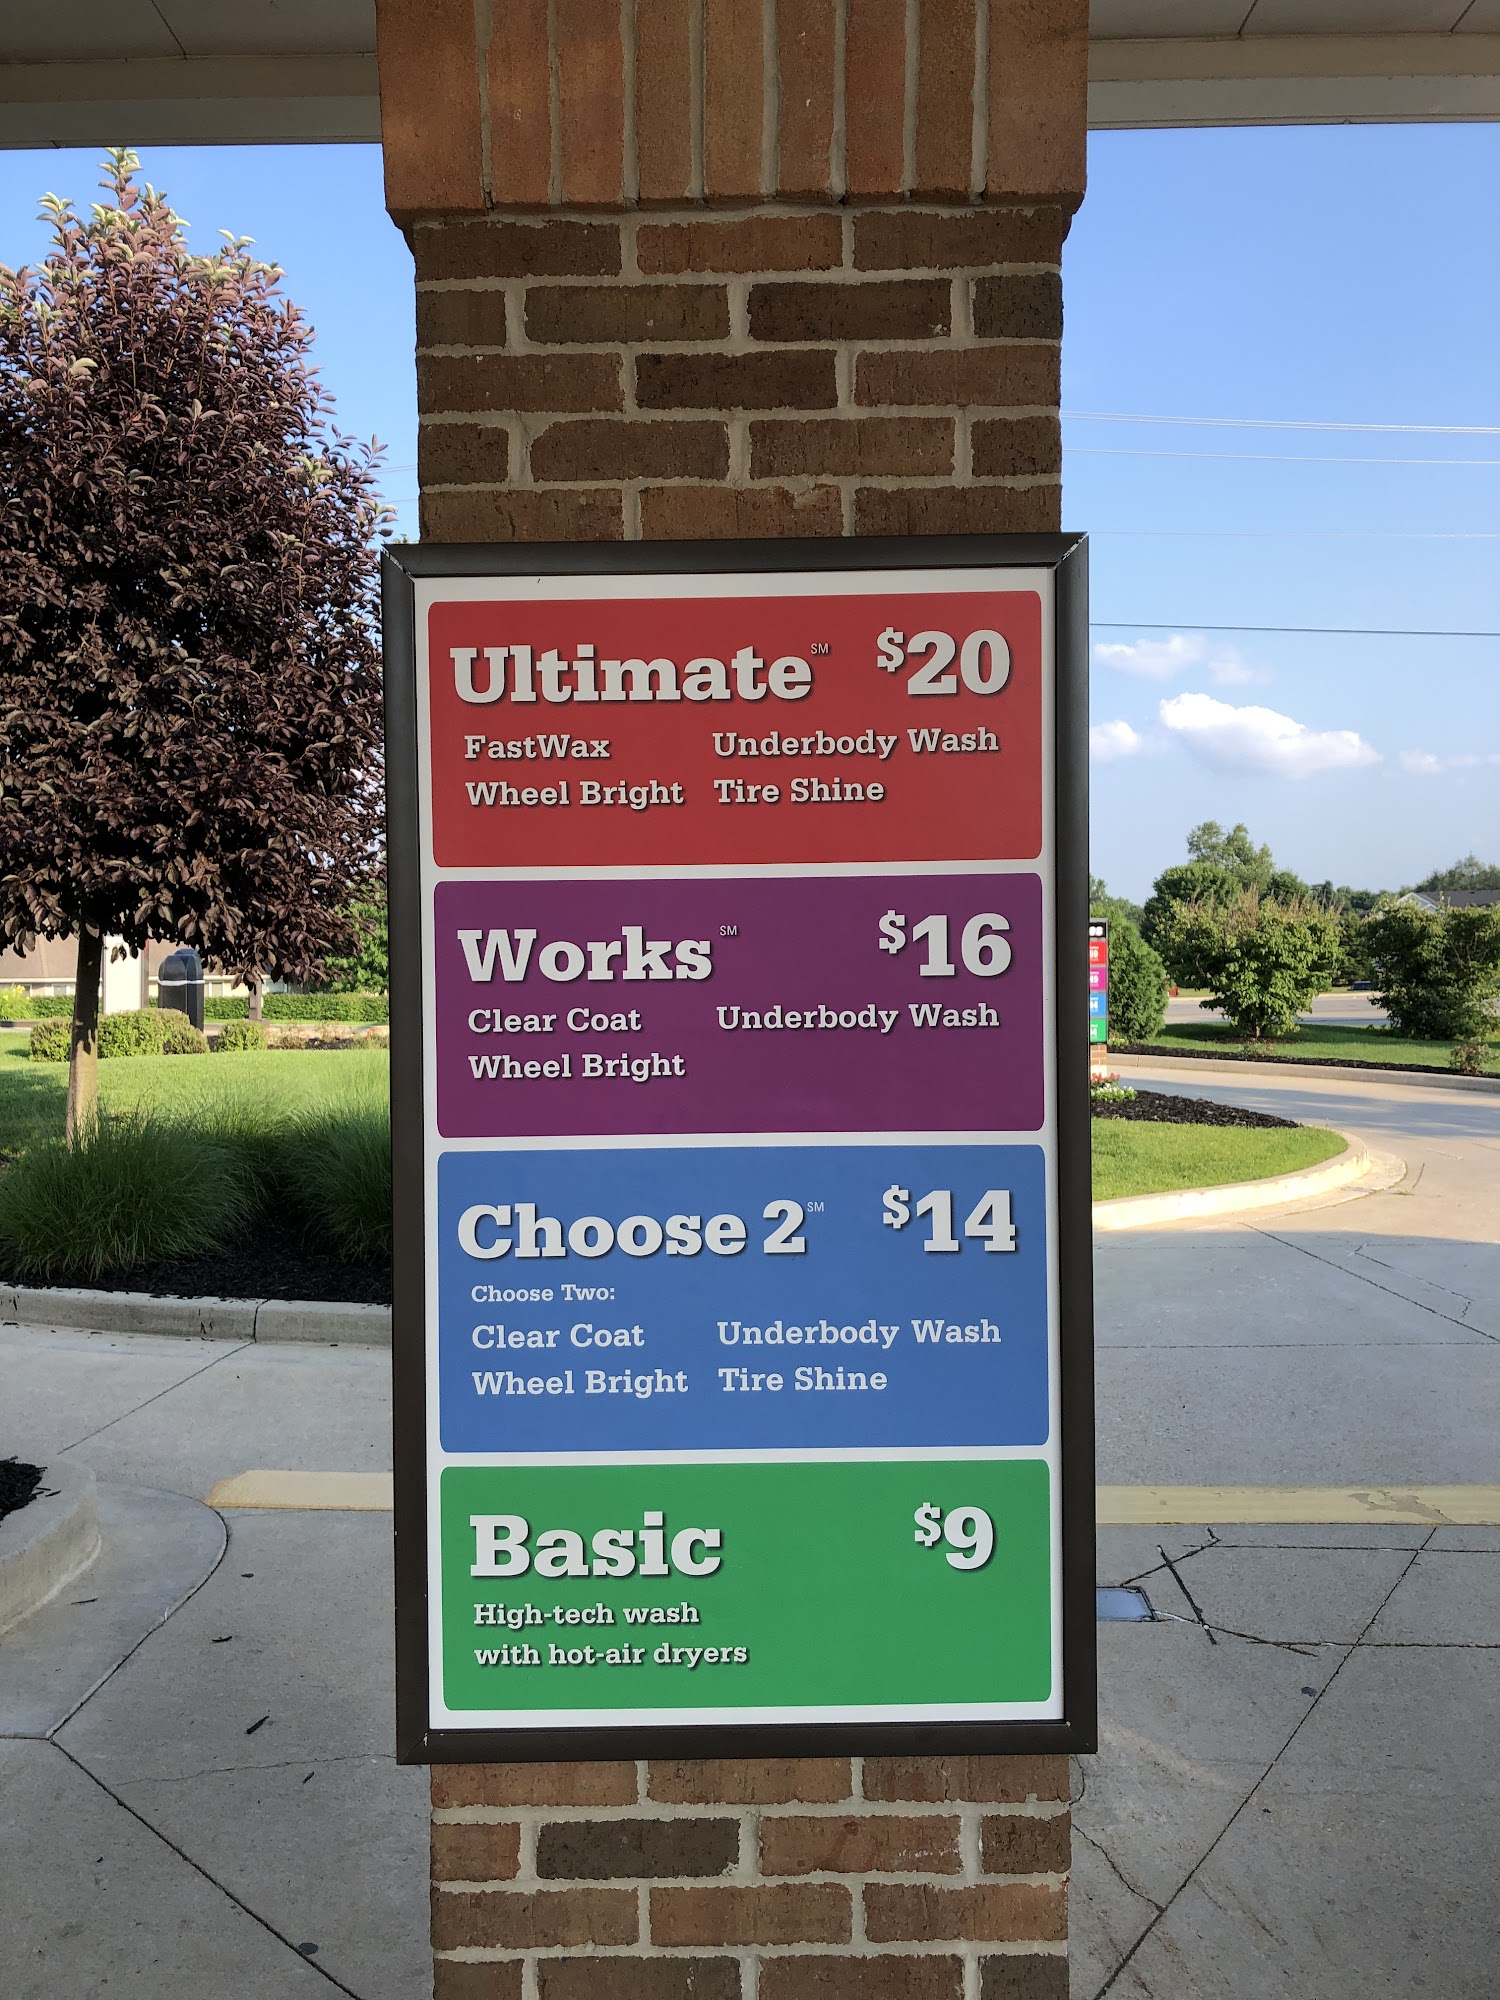 Ultimate℠ $20
FastWax Underbody Wash
Wheel Bright Tire Shine
Works℠ $16
Clear Coat Underbody Wash
Wheel Bright
Choose 2℠ $14
Choose Two:
Clear Coat Underbody Wash
Wheel Bright Tire Shine
Basic $9
High-tech wash
with hot-air dryers